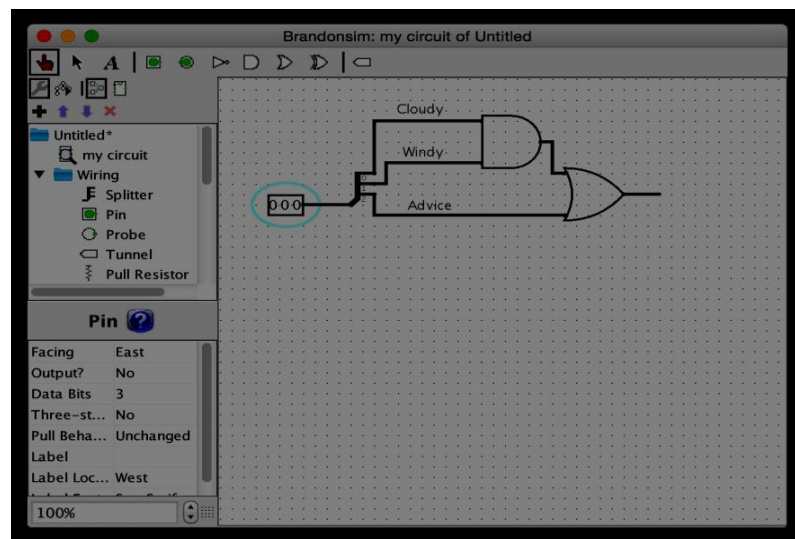 Brandonsim: my circuit of Untitled
A
Untitled*
my circuit
Wiring
Splitter
Pin
Probe
Tunnel
Pull Resistor
Pin ?
Facing East
Output? No
Data Bits 3
Three-st... No
Pull Beha... Unchanged
Label
Label Loc... West
100%
Cloudy
Windy
000
Advice